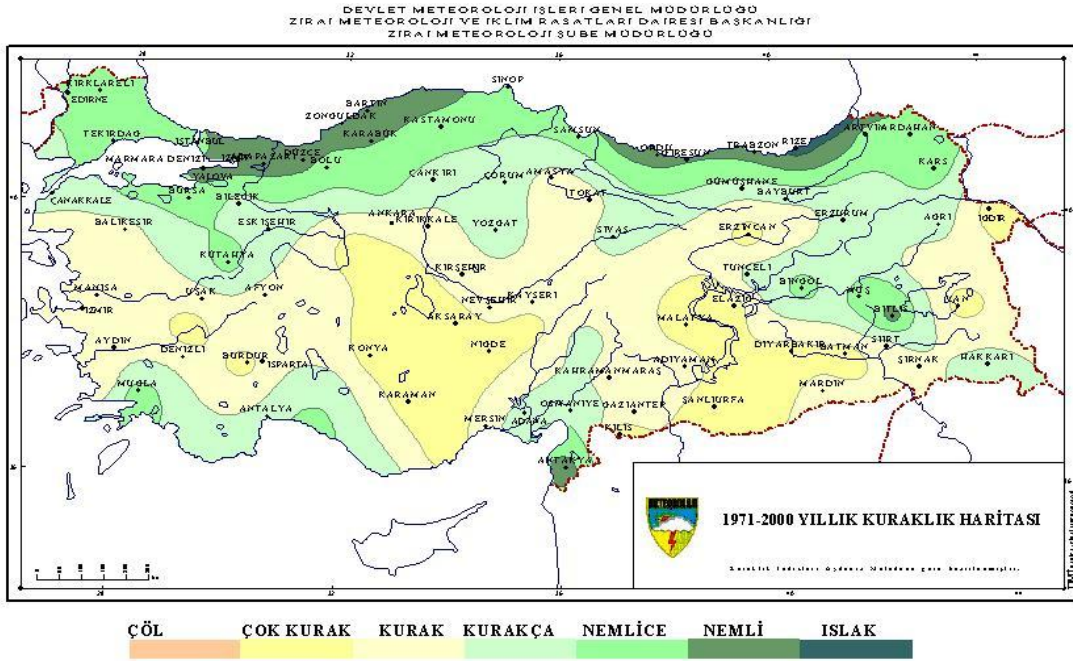 DEVLET METEOROLOJİ İŞLERİ GENEL MÜDÜRLÜĞÜ
ZİRAİ METEOROLOJİ VE İKLİM RASATLARI DAİRESİ BAŞKANLIĞI
ZİRAİ METEOROLOJİ ŞUBE MÜDÜRLÜĞÜ
SİNOP
KIRKLARELİ
EDİRNE
BARTIN
ZONGULDAK
KASTAMONU
KARABÜK
TEKİRDAĞ
İSTANBUL
SAMSUN
ARTVİN ARDAHAN
ORDU
GİRESUN
TRABZON
RİZE
MARMARA DENİZİ
DÜZCE
BOLU
YALOVA
KARS
ÇANKIRI
ÇORUM
AMASYA
GÜMÜŞHANE
BAYBURT
BURSA
BİLECİK
TOKAT
ÇANAKKALE
BALIKESİR
ESKİŞEHİR
ANKARA
KIRIKKALE
YOZGAT
SİVAS
ERZİNCAN
ERZURUM
AĞRI
IĞDIR
KÜTAHYA
KIRŞEHİR
TUNCELİ
BİNGÖL
MUŞ
BİTLİS
VAN
MANİSA
İZMİR
UŞAK
AFYON
NEVŞEHİR
KAYSERİ
ELAZIĞ
AKSARAY
MALATYA
AYDIN
DENİZLİ
BURDUR
ISPARTA
KONYA
NİĞDE
DİYARBAKIR
BATMAN
SİİRT
ŞIRNAK
HAKKARİ
ADIYAMAN
KAHRAMANMARAŞ
MUĞLA
ANTALYA
KARAMAN
MERSİN
ADANA
OSMANİYE
GAZİANTEP
ŞANLIURFA
MARDİN
KİLİS
ANTAKYA
METEOROLOJİ
1971-2000 YILLIK KURAKLIK HARİTASI
ÇÖL ÇOK KURAK KURAK KURAKÇA NEMLİCE NEMLİ ISLAK